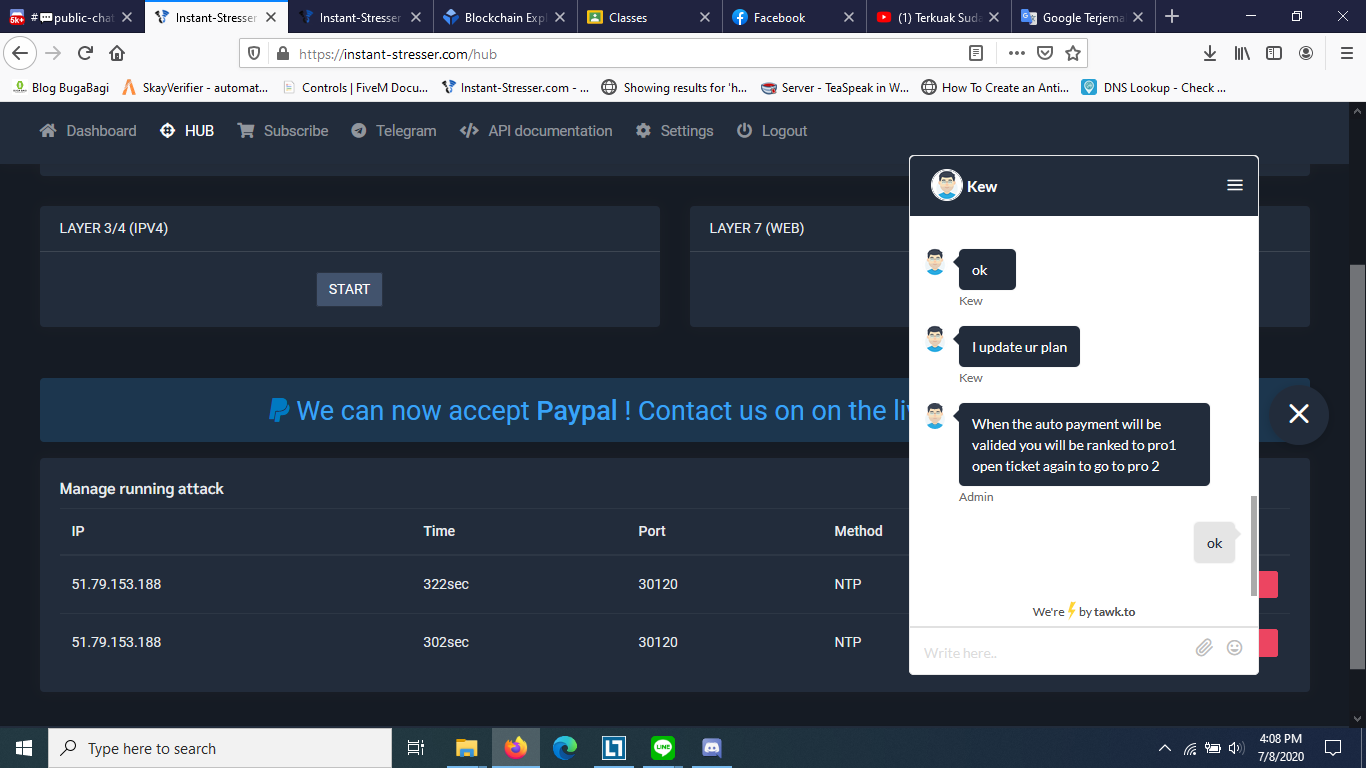 #💬public-chat
Instant-Stresser
Instant-Stresser
Blockchain Expl
Classes
Facebook
(1) Terkuak Suda
Google Terjema
https://instant-stresser.com/hub
Blog BugaBagi
SkayVerifier - automat...
Controls | FiveM Docu...
Instant-Stresser.com - ...
Showing results for 'h...
Server - TeaSpeak in W...
How To Create an Anti...
DNS Lookup - Check ...
Dashboard
HUB
Subscribe
Telegram
API documentation
Settings
Logout
LAYER 3/4 (IPV4)
LAYER 7 (WEB)
START
We can now accept Paypal ! Contact us on on the li
Manage running attack
IP Time Port Method
51.79.153.188 322sec 30120 NTP
51.79.153.188 302sec 30120 NTP
Kew
ok
Kew
I update ur plan
Kew
When the auto payment will be
valided you will be ranked to pro1
open ticket again to go to pro 2
Admin
ok
We're ⚡ by tawk.to
Write here..
Type here to search
LINE
4:08 PM
7/8/2020